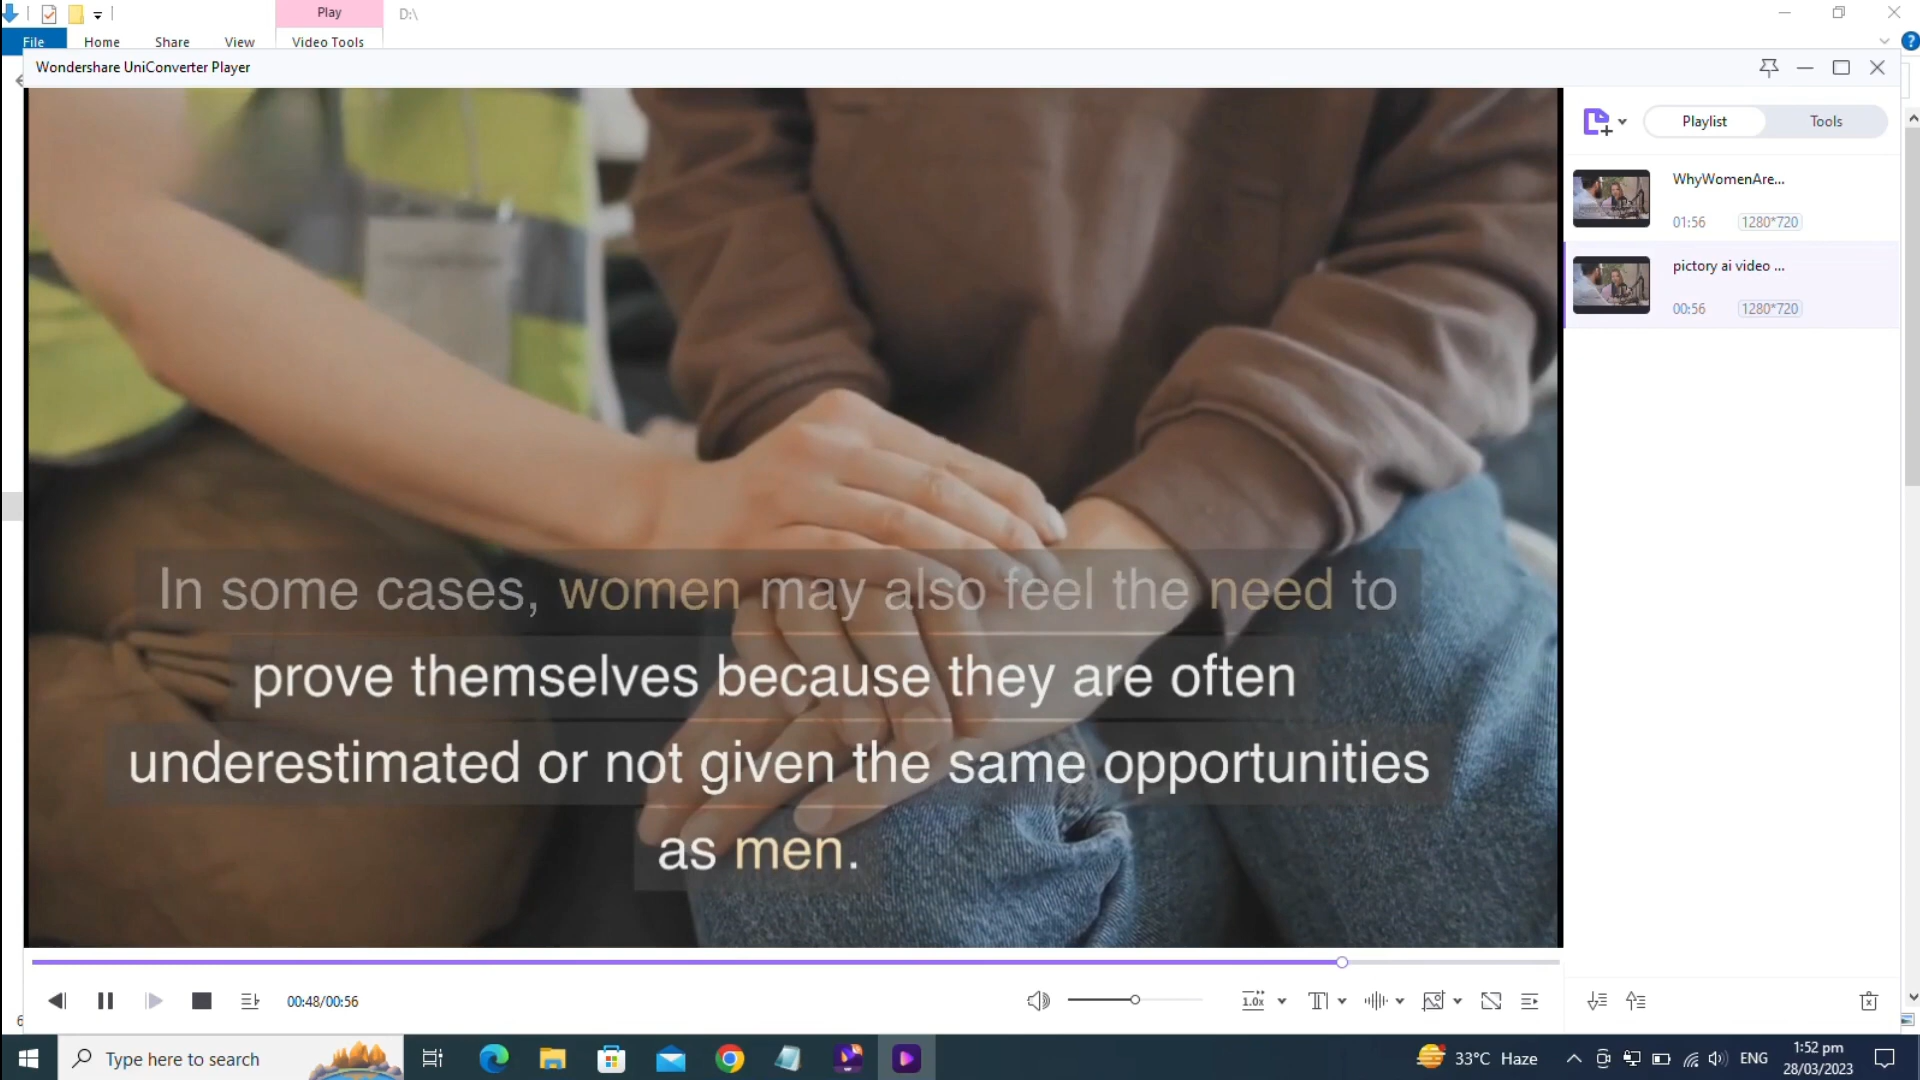 Play
D:\
File
Home
Share
View
Video Tools
Wondershare UniConverter Player
Playlist
Tools
WhyWomenAre...
01:56
1280*720
pictory ai video ...
00:56
1280*720
In some cases, women may also feel the need to
prove themselves because they are often
underestimated or not given the same opportunities
as men.
00:48/00:56
1.0x
6
Type here to search
33°C Haze
ENG
1:52 pm
28/03/2023